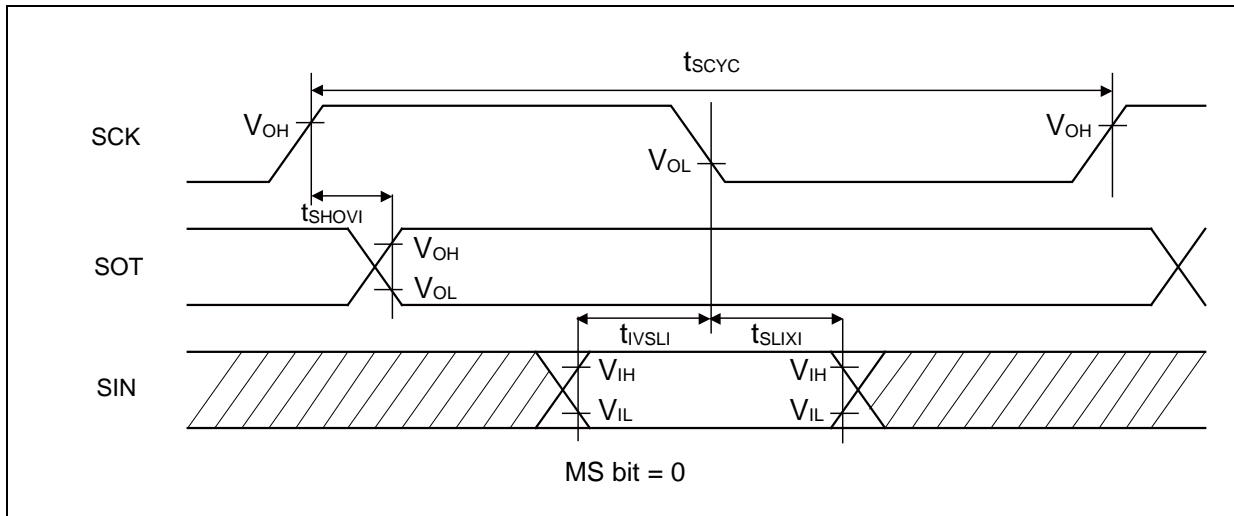 tSCYC
SCK
VOH
VOL
VOH
tSHOVI
SOT
VOH
VOL
tIVSLI
tSLIXI
SIN
VIH
VIL
VIH
VIL
MS bit = 0